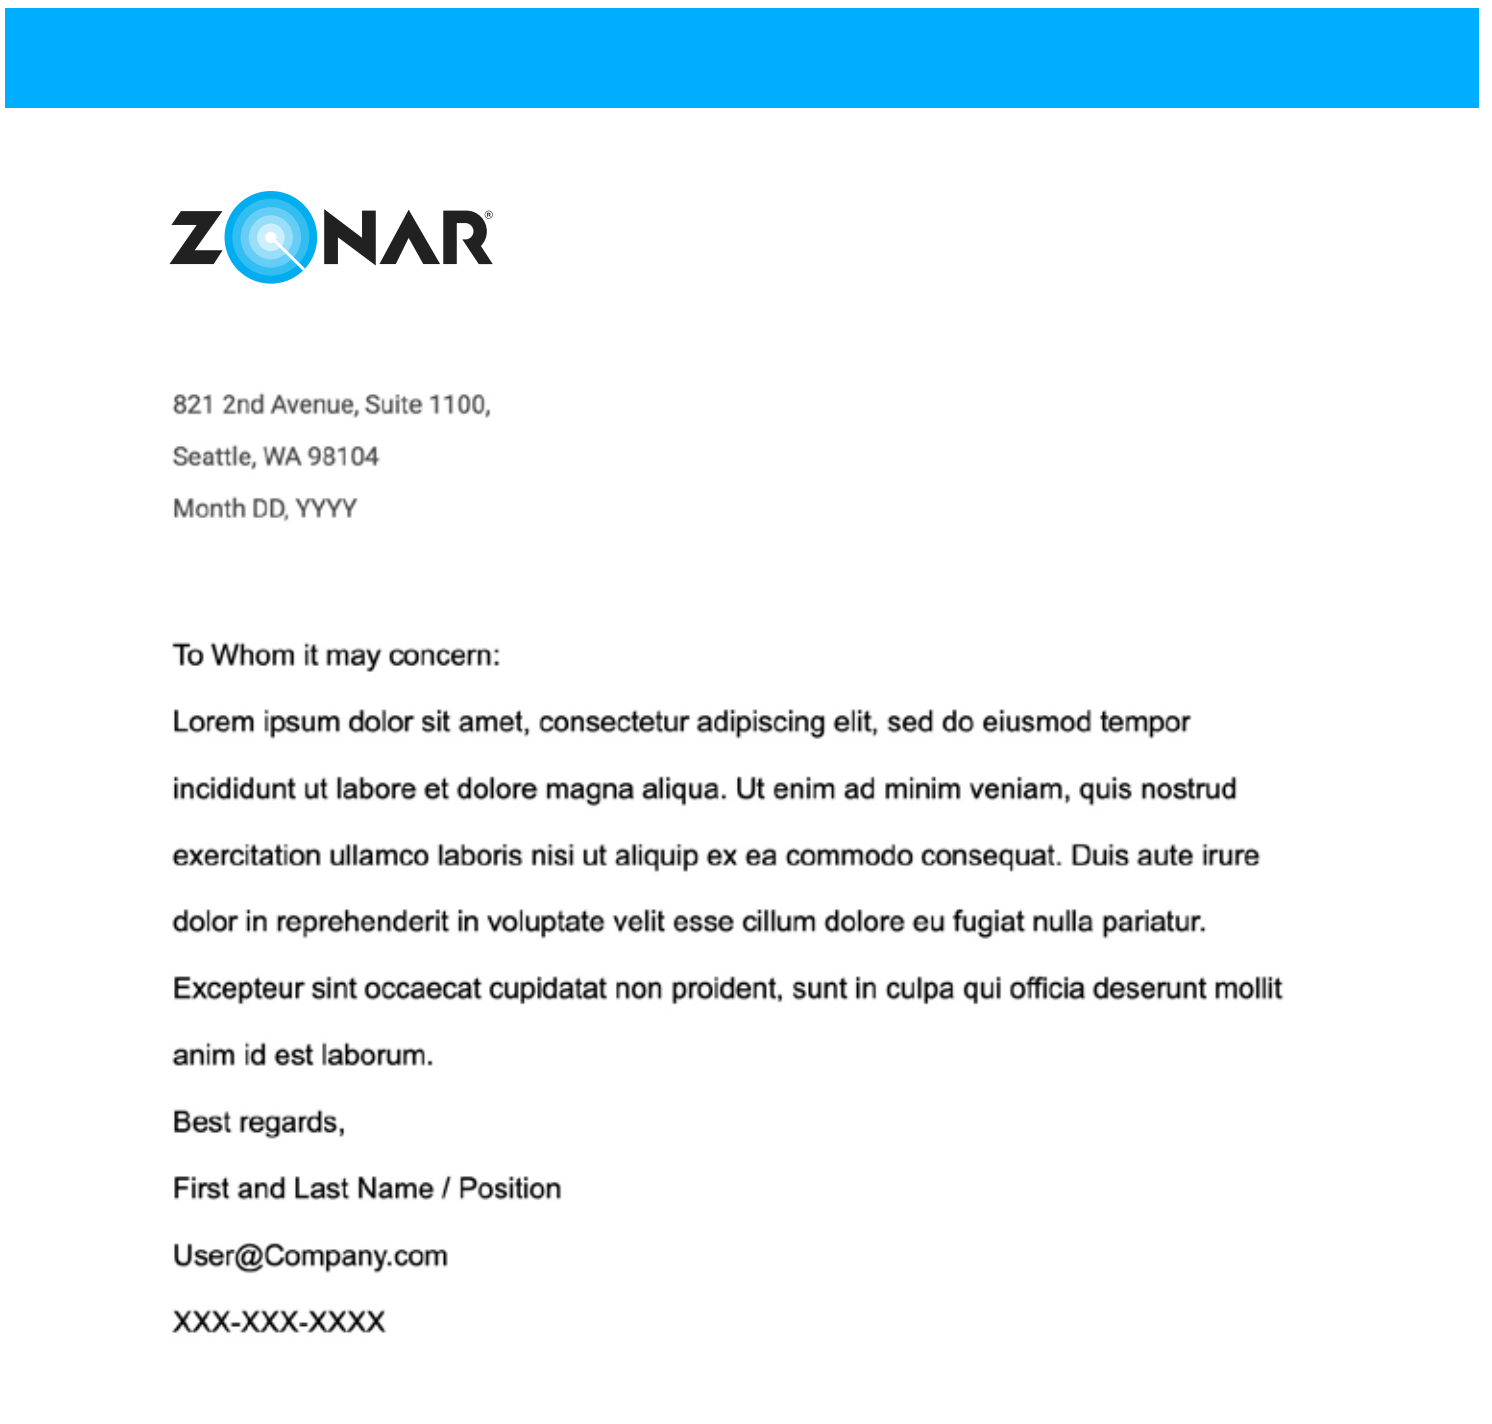 ZONAR®
821 2nd Avenue, Suite 1100,
Seattle, WA 98104
Month DD, YYYY
To Whom it may concern:
Lorem ipsum dolor sit amet, consectetur adipiscing elit, sed do eiusmod tempor
incididunt ut labore et dolore magna aliqua. Ut enim ad minim veniam, quis nostrud
exercitation ullamco laboris nisi ut aliquip ex ea commodo consequat. Duis aute irure
dolor in reprehenderit in voluptate velit esse cillum dolore eu fugiat nulla pariatur.
Excepteur sint occaecat cupidatat non proident, sunt in culpa qui officia deserunt mollit
anim id est laborum.
Best regards,
First and Last Name / Position
User@Company.com
XXX-XXX-XXXX